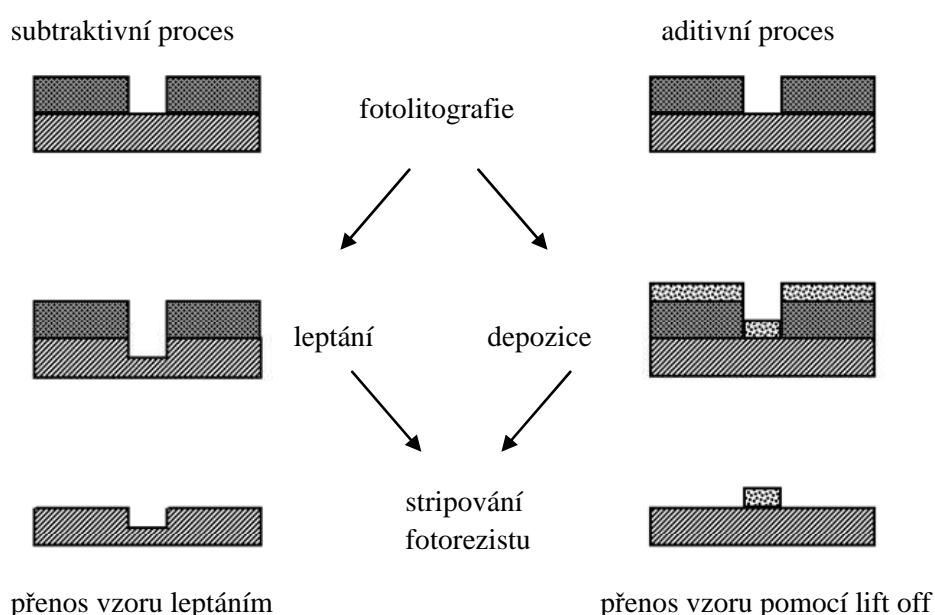 subtraktivní proces
aditivní proces
fotolitografie
leptání
depozice
stripování
fotorezistu
přenos vzoru leptáním
přenos vzoru pomocí lift off